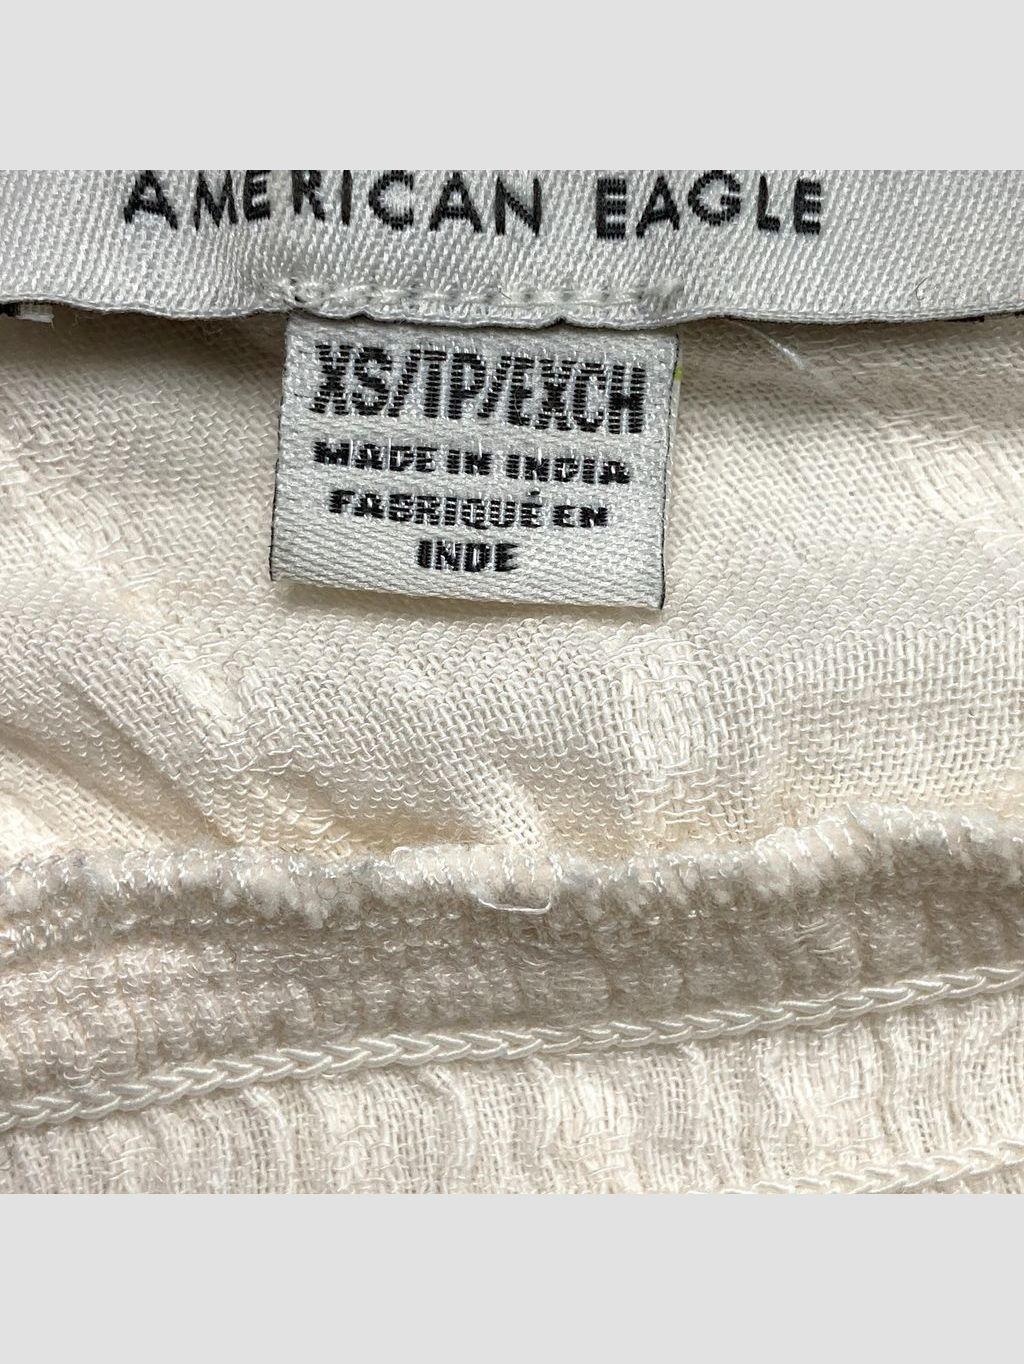 AMERICAN EAGLE
XS/TP/EXCH
MADE IN INDIA
FABRIQUÉ EN
INDE